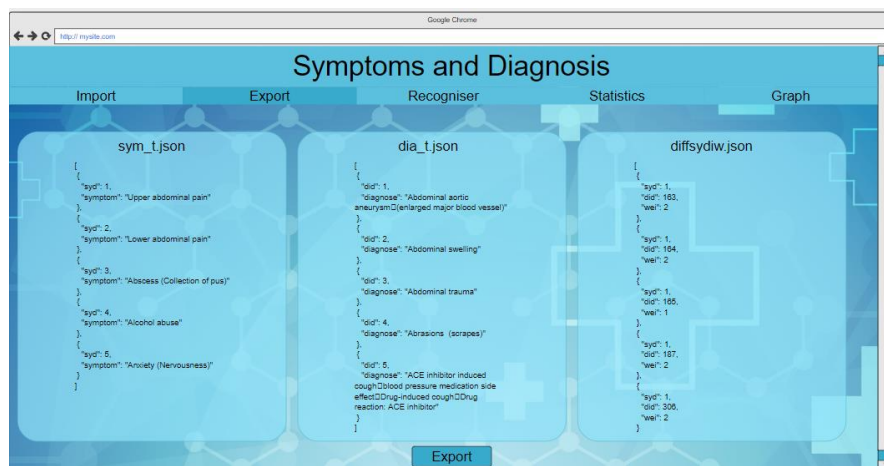 Google Chrome
http:// mysite.com
Symptoms and Diagnosis
Import Export Recogniser Statistics Graph
sym_t.json
[
{
"syd": 1,
"symptom": "Upper abdominal pain"
},
{
"syd": 2,
"symptom": "Lower abdominal pain"
},
{
"syd": 3,
"symptom": "Abscess (Collection of pus)"
},
{
"syd": 4,
"symptom": "Alcohol abuse"
},
{
"syd": 5,
"symptom": "Anxiety (Nervousness)"
}
]
dia_t.json
[
{
"did": 1,
"diagnose": "Abdominal aortic
aneurysm□(enlarged major blood vessel)"
},
{
"did": 2,
"diagnose": "Abdominal swelling"
},
{
"did": 3,
"diagnose": "Abdominal trauma"
},
{
"did": 4,
"diagnose": "Abrasions (scrapes)"
},
{
"did": 5,
"diagnose": "ACE inhibitor induced
cough□blood pressure medication side
effect□□Drug-induced cough□□Drug
reaction: ACE inhibitor"
}
]
diffsydiw.json
[
{
"syd": 1,
"did": 163,
"wei": 2
},
{
"syd": 1,
"did": 164,
"wei": 2
},
{
"syd": 1,
"did": 165,
"wei": 1
},
{
"syd": 1,
"did": 187,
"wei": 2
},
{
"syd": 1,
"did": 306,
"wei": 2
}
Export